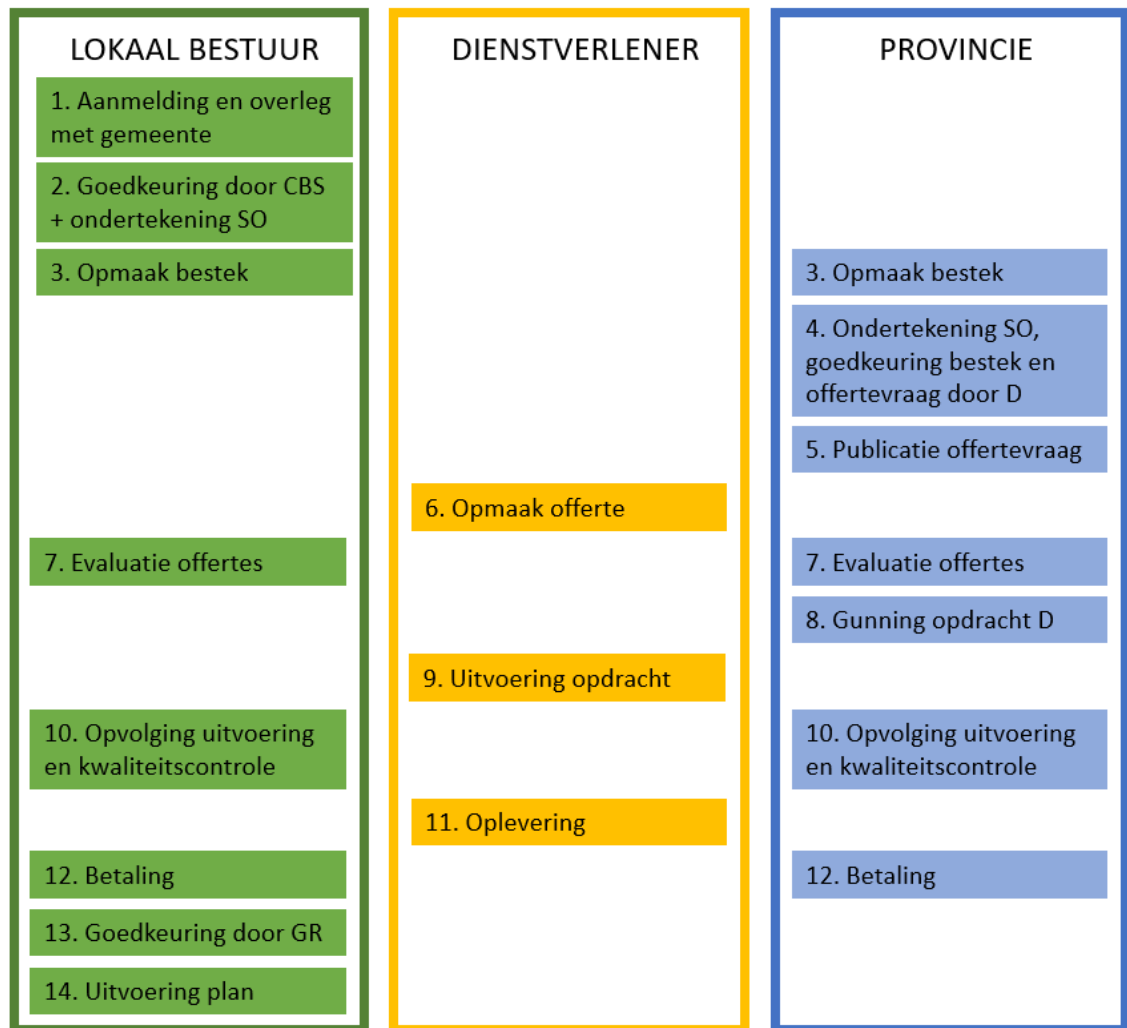 LOKAAL BESTUUR
1. Aanmelding en overleg
met gemeente
2. Goedkeuring door CBS
+ ondertekening SO
3. Opmaak bestek
7. Evaluatie offertes
10. Opvolging uitvoering
en kwaliteitscontrole
12. Betaling
13. Goedkeuring door GR
14. Uitvoering plan
DIENSTVERLENER
6. Opmaak offerte
9. Uitvoering opdracht
11. Oplevering
PROVINCIE
3. Opmaak bestek
4. Ondertekening SO,
goedkeuring bestek en
offertevraag door D
5. Publicatie offertevraag
7. Evaluatie offertes
8. Gunning opdracht D
10. Opvolging uitvoering
en kwaliteitscontrole
12. Betaling